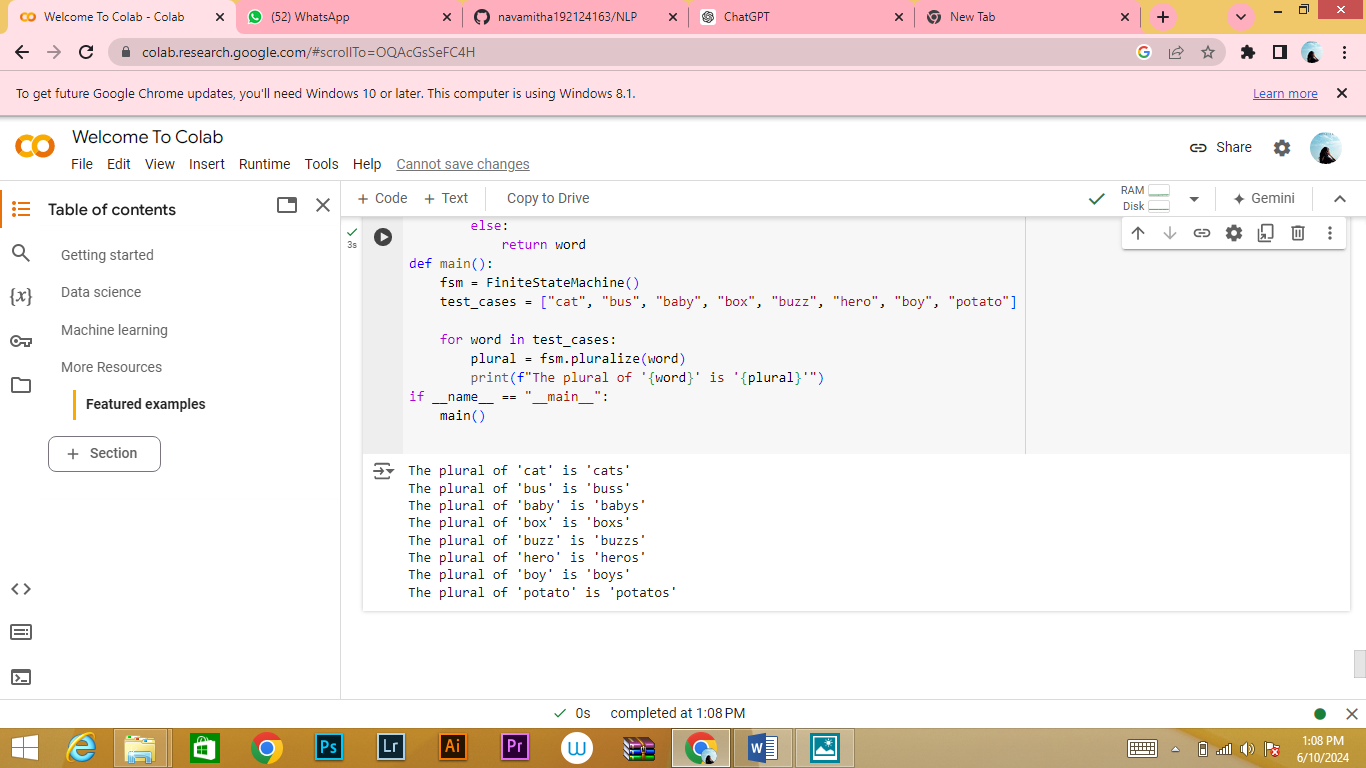 Welcome To Colab - Colab
(52) WhatsApp
navamitha192124163/NLP
ChatGPT
New Tab
colab.research.google.com/#scrollTo=OQAcGsSeFC4H
To get future Google Chrome updates, you'll need Windows 10 or later. This computer is using Windows 8.1.
Learn more
Welcome To Colab
File Edit View Insert Runtime Tools Help Cannot save changes
Share
Table of contents
Getting started
Data science
Machine learning
More Resources
Featured examples
+ Section
+ Code + Text Copy to Drive
RAM
Disk
Gemini
3s
else:
return word
def main():
fsm = FiniteStateMachine()
test_cases = ["cat", "bus", "baby", "box", "buzz", "hero", "boy", "potato"]
for word in test_cases:
plural = fsm.pluralize(word)
print(f"The plural of '{word}' is '{plural}'")
if __name__ == "__main__":
main()
The plural of 'cat' is 'cats'
The plural of 'bus' is 'buss'
The plural of 'baby' is 'babys'
The plural of 'box' is 'boxs'
The plural of 'buzz' is 'buzzs'
The plural of 'hero' is 'heros'
The plural of 'boy' is 'boys'
The plural of 'potato' is 'potatos'
0s completed at 1:08 PM
Ps
Lr
Ai
Pr
1:08 PM
6/10/2024